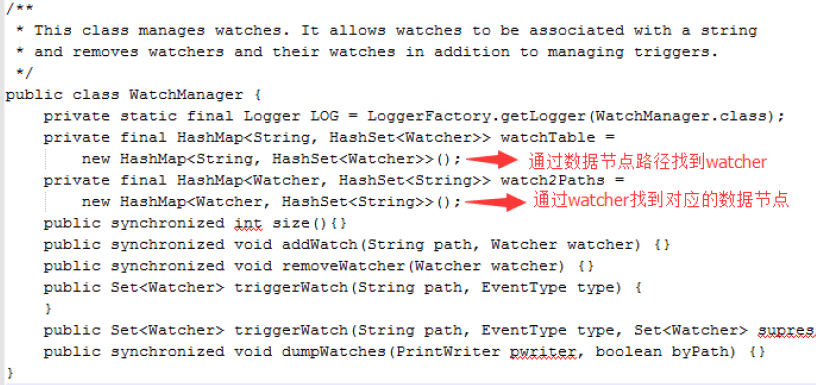 /**
 * This class manages watches. It allows watches to be associated with a string
 * and removes watchers and their watches in addition to managing triggers.
 */
public class WatchManager {
    private static final Logger LOG = LoggerFactory.getLogger(WatchManager.class);
    private final HashMap<String, HashSet<Watcher>> watchTable =
        new HashMap<String, HashSet<Watcher>>(); 通过数据节点路径找到watcher
    private final HashMap<Watcher, HashSet<String>> watch2Paths =
        new HashMap<Watcher, HashSet<String>>(); 通过watcher找到对应的数据节点
    public synchronized int size(){}
    public synchronized void addWatch(String path, Watcher watcher) {}
    public synchronized void removeWatcher(Watcher watcher) {}
    public Set<Watcher> triggerWatch(String path, EventType type) {
    }
    public Set<Watcher> triggerWatch(String path, EventType type, Set<Watcher> supres
    public synchronized void dumpWatches(PrintWriter pwriter, boolean byPath) {}
}